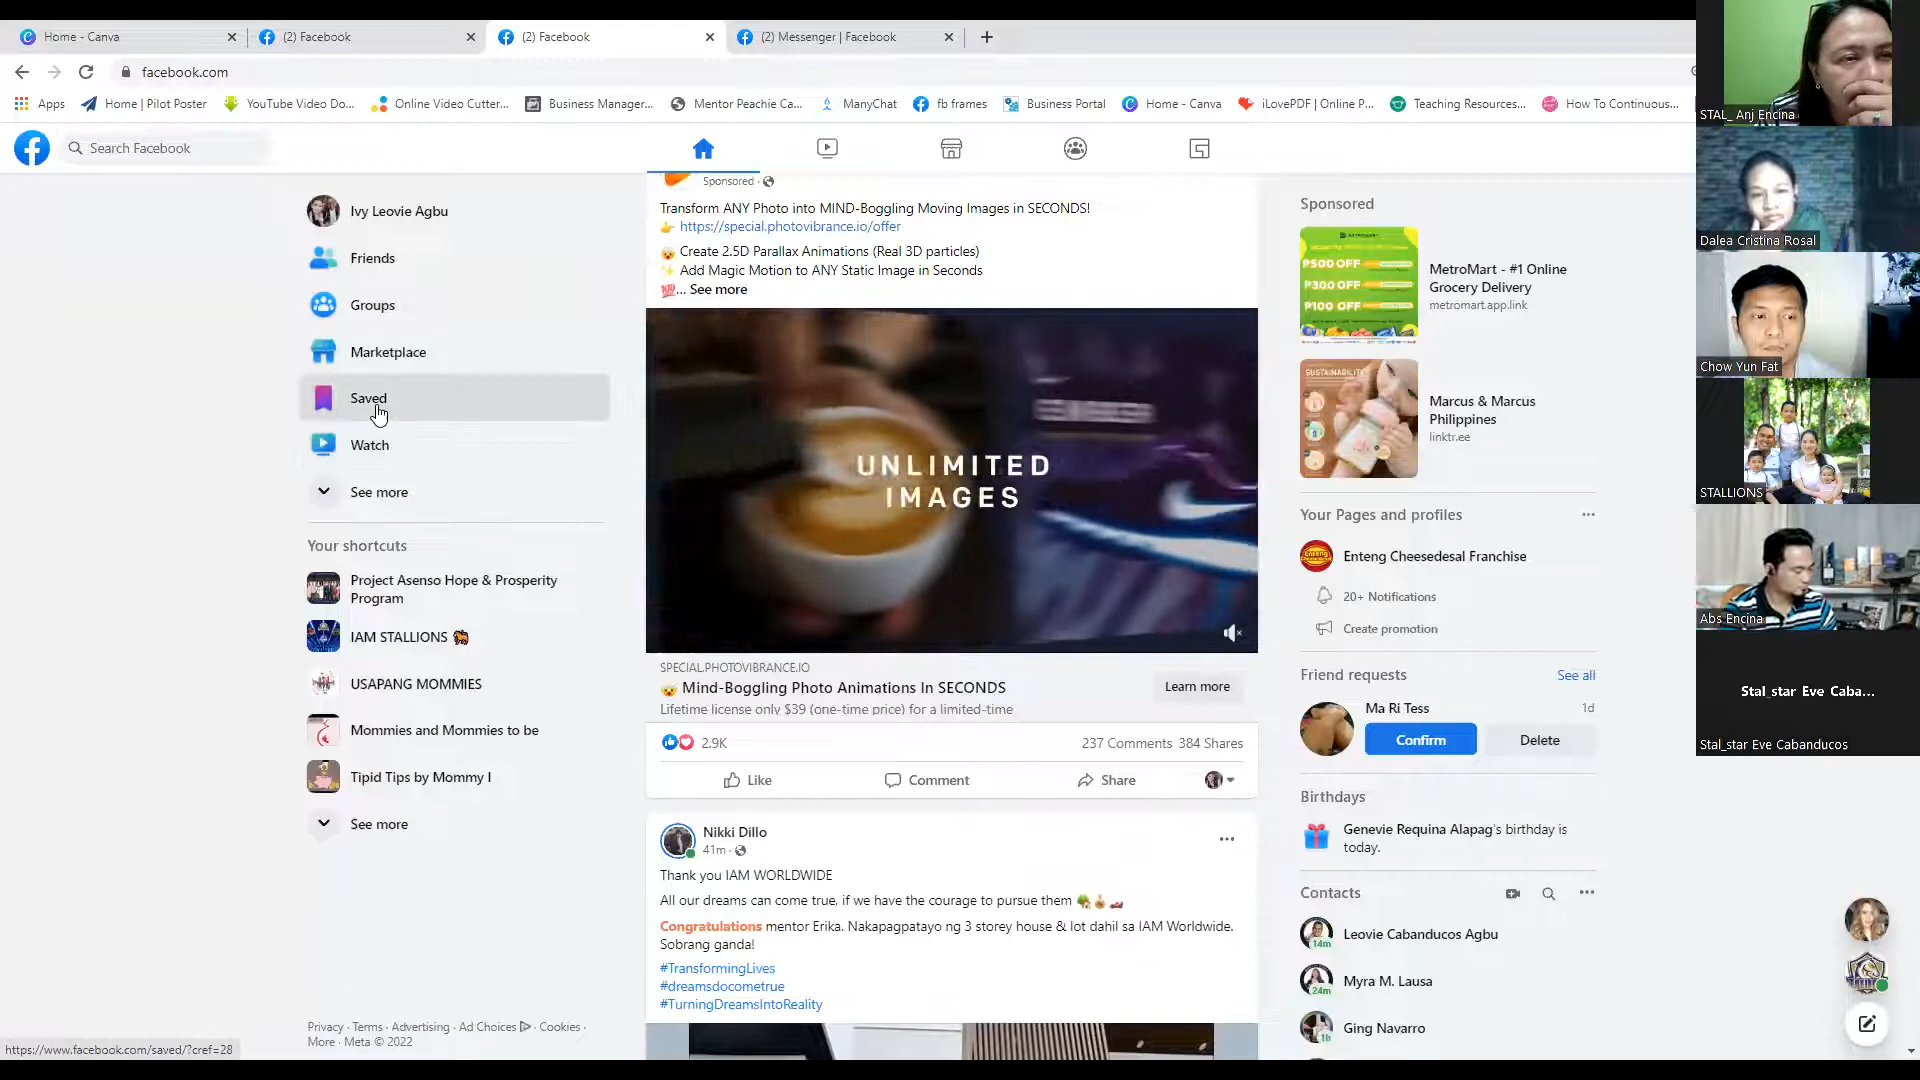 Home - Canva
(2) Facebook
(2) Facebook
(2) Messenger | Facebook
facebook.com
Apps
Home | Pilot Poster
YouTube Video Do...
Online Video Cutter...
Business Manager...
Mentor Peachie Ca...
ManyChat
fb frames
Business Portal
Home - Canva
iLovePDF | Online P...
Teaching Resources...
How To Continuous...
Search Facebook
Ivy Leovie Agbu
Friends
Groups
Marketplace
Saved
Watch
See more
Your shortcuts
Project Asenso Hope & Prosperity
Program
IAM STALLIONS 🐂
USAPANG MOMMIES
Mommies and Mommies to be
Tipid Tips by Mommy I
See more
Privacy · Terms · Advertising · Ad Choices · Cookies ·
More · Meta © 2022
https://www.facebook.com/saved/?cref=28
Sponsored ·
Transform ANY Photo into MIND-Boggling Moving Images in SECONDS!
👉 https://special.photovibrance.io/offer
🤯 Create 2.5D Parallax Animations (Real 3D particles)
✨ Add Magic Motion to ANY Static Image in Seconds
💯... See more
UNLIMITED
IMAGES
SPECIAL.PHOTOVIBRANCE.IO
🤯 Mind-Boggling Photo Animations In SECONDS
Lifetime license only $39 (one-time price) for a limited-time
Learn more
2.9K
237 Comments 384 Shares
Like
Comment
Share
Nikki Dillo
41m ·
Thank you IAM WORLDWIDE
All our dreams can come true, if we have the courage to pursue them
Congratulations mentor Erika. Nakapagpatayo ng 3 storey house & lot dahil sa IAM Worldwide.
Sobrang ganda!
#TransformingLives
#dreamsdocometrue
#TurningDreamsIntoReality
Sponsored
₱500 OFF
₱300 OFF
₱100 OFF
MetroMart - #1 Online
Grocery Delivery
metromart.app.link
SUSTAINABILITY
Marcus & Marcus
Philippines
linktr.ee
Your Pages and profiles
Enteng Cheesedesal Franchise
20+ Notifications
Create promotion
Friend requests
See all
Ma Ri Tess
1d
Confirm
Delete
Birthdays
Genevie Requina Alapag's birthday is
today.
Contacts
Leovie Cabanducos Agbu
14m
Myra M. Lausa
24m
Ging Navarro
1h
STAL_ Anj Encina
Dalea Cristina Rosal
Chow Yun Fat
STALLIONS
Abs Encina
Stal_star Eve Caba...
Stal_star Eve Cabanducos